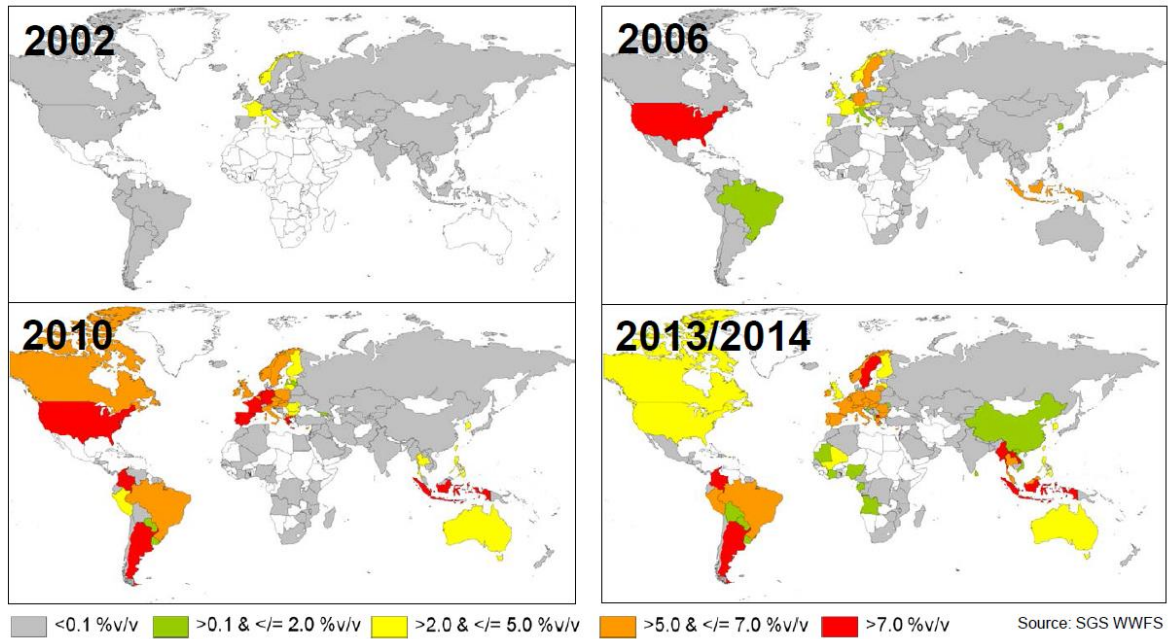 2002
2006
2010
2013/2014
<0.1 %v/v
>0.1 & </= 2.0 %v/v
>2.0 & </= 5.0 %v/v
>5.0 & </= 7.0 %v/v
>7.0 %v/v
Source: SGS WWFS